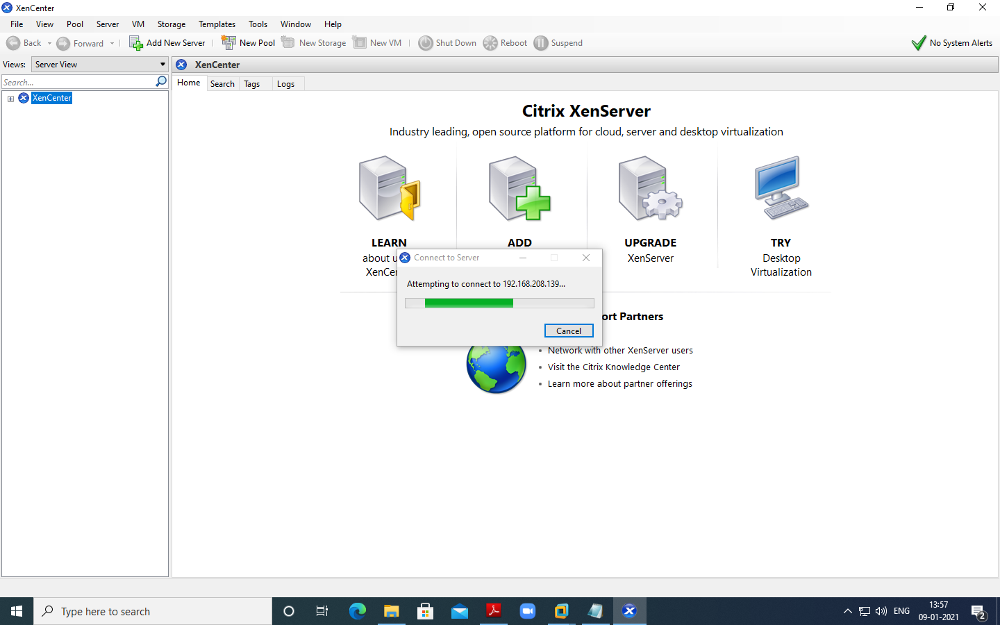 XenCenter
File View Pool Server VM Storage Templates Tools Window Help
Back Forward Add New Server New Pool New Storage New VM Shut Down Reboot Suspend No System Alerts
Views: Server View
XenCenter
Search...
Home Search Tags Logs
XenCenter
Citrix XenServer
Industry leading, open source platform for cloud, server and desktop virtualization
LEARN
about u
XenCe
ADD
UPGRADE
XenServer
TRY
Desktop
Virtualization
Connect to Server
Attempting to connect to 192.168.208.139...
Cancel
ort Partners
• Network with other XenServer users
• Visit the Citrix Knowledge Center
• Learn more about partner offerings
Type here to search
ENG
13:57
09-01-2021
2